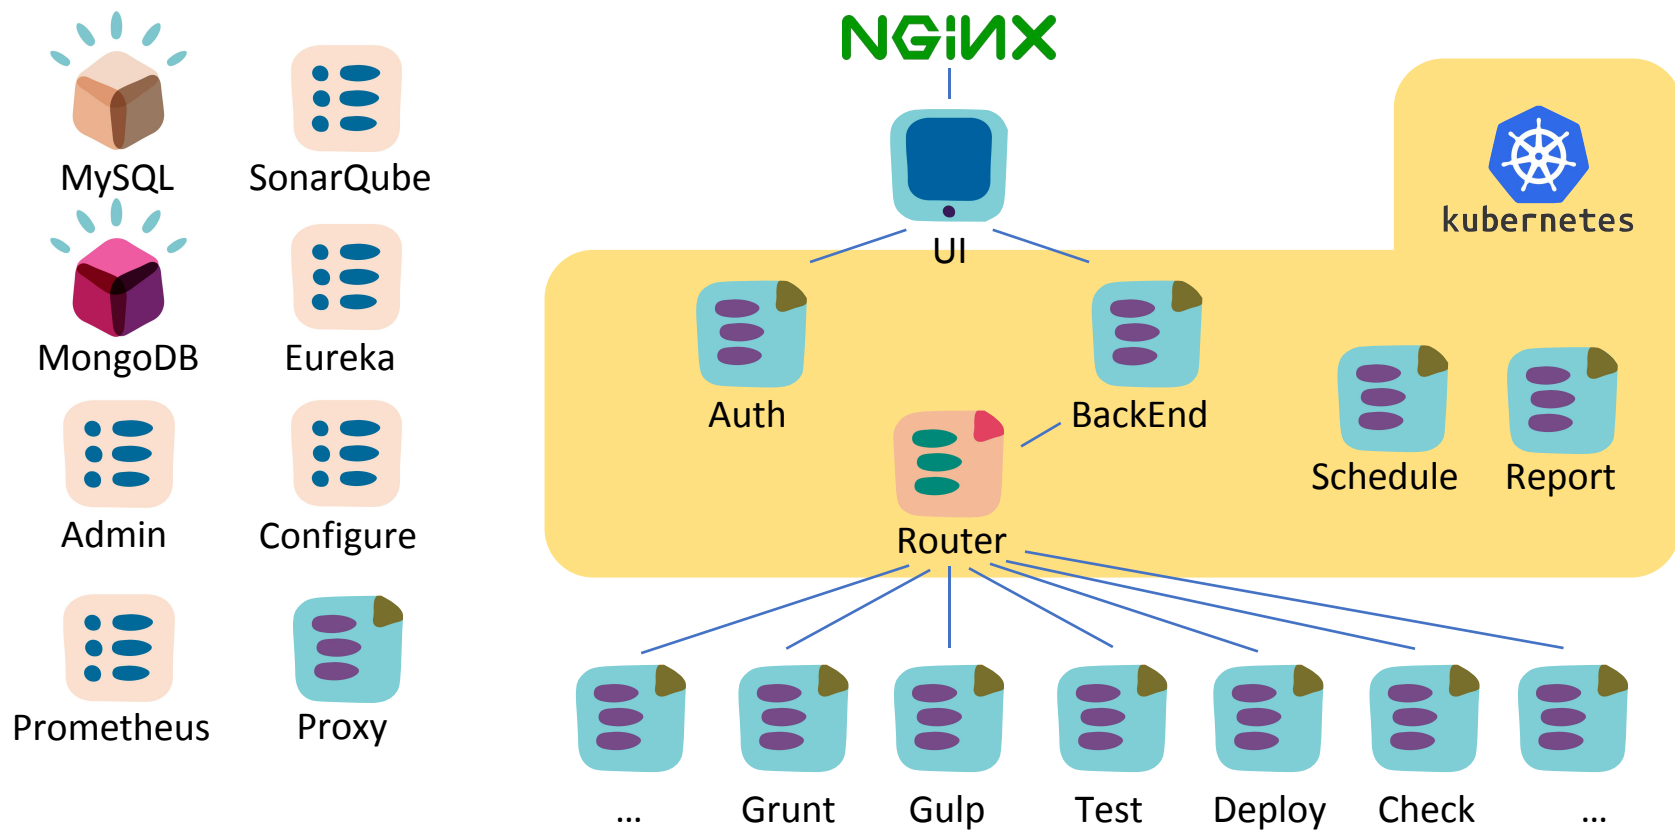 NGINX
MySQL
SonarQube
kubernetes
UI
MongoDB
Eureka
Auth
BackEnd
Schedule
Report
Admin
Configure
Router
Prometheus
Proxy
...
Grunt
Gulp
Test
Deploy
Check
...